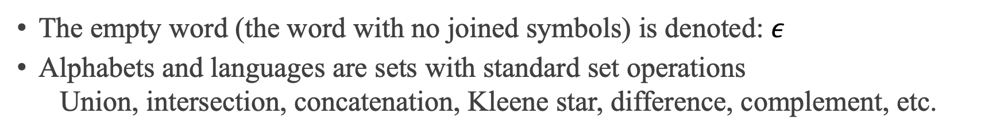 • The empty word (the word with no joined symbols) is denoted: ϵ
• Alphabets and languages are sets with standard set operations
Union, intersection, concatenation, Kleene star, difference, complement, etc.